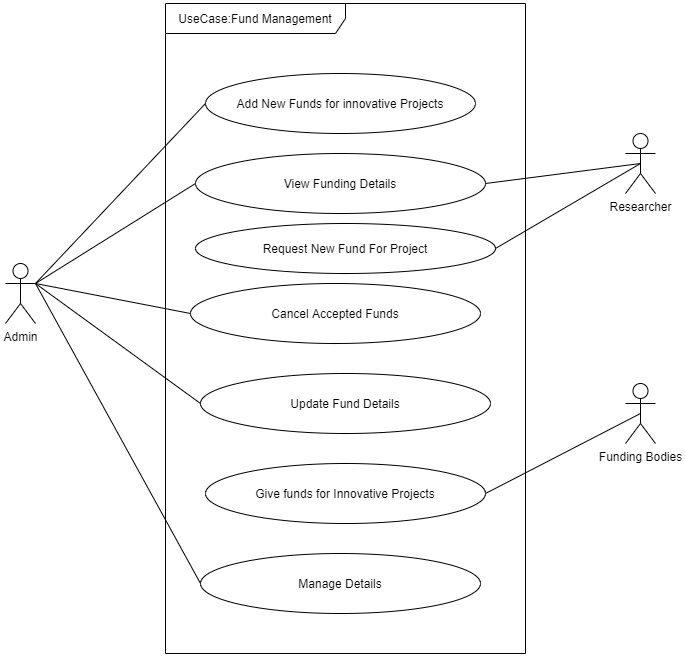 UseCase:Fund Management
Add New Funds for innovative Projects
View Funding Details
Researcher
Request New Fund For Project
Cancel Accepted Funds
Admin
Update Fund Details
Funding Bodies
Give funds for Innovative Projects
Manage Details